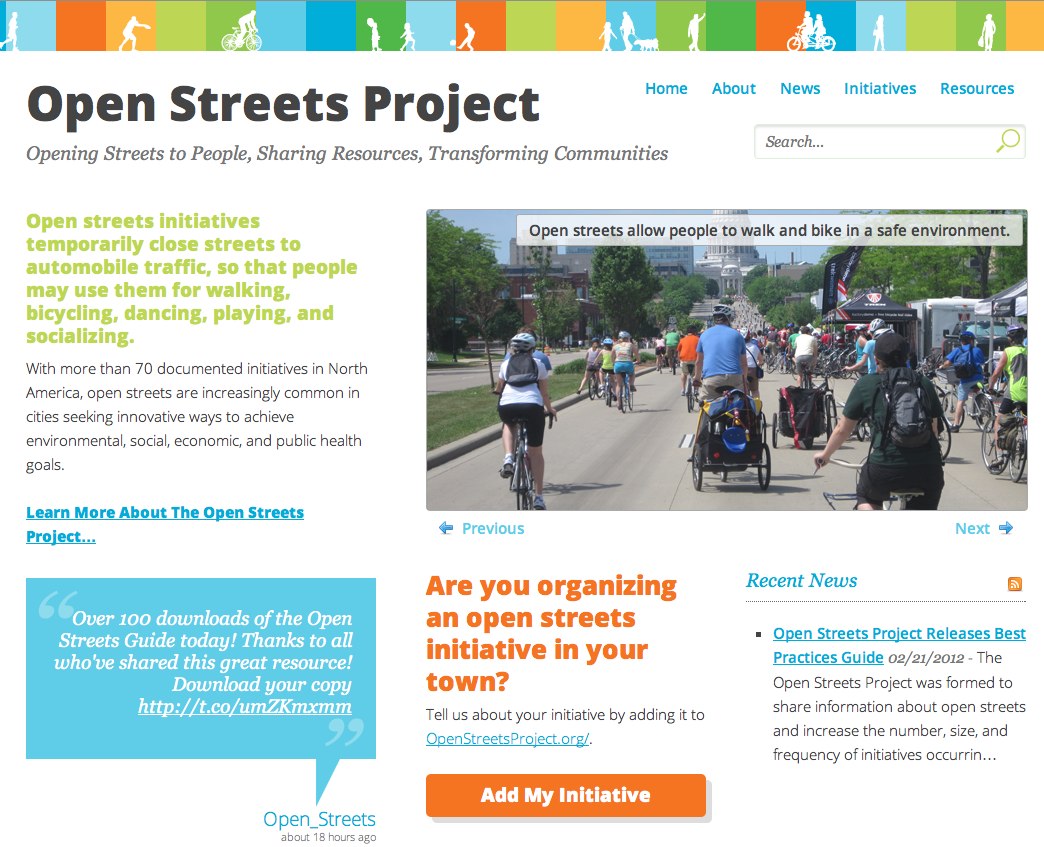 Open Streets Project
Opening Streets to People, Sharing Resources, Transforming Communities
Home About News Initiatives Resources
Search...
Open streets initiatives
temporarily close streets to
automobile traffic, so that people
may use them for walking,
bicycling, dancing, playing, and
socializing.
With more than 70 documented initiatives in North
America, open streets are increasingly common in
cities seeking innovative ways to achieve
environmental, social, economic, and public health
goals.
Learn More About The Open Streets
Project...
Open streets allow people to walk and bike in a safe environment.
Previous
Next
“Over 100 downloads of the Open
Streets Guide today! Thanks to all
who've shared this great resource!
Download your copy
http://t.co/umZKmxmm
”
Open_Streets
about 18 hours ago
Are you organizing
an open streets
initiative in your
town?
Tell us about your initiative by adding it to
OpenStreetsProject.org/.
Add My Initiative
Recent News
Open Streets Project Releases Best
Practices Guide 02/21/2012 - The
Open Streets Project was formed to
share information about open streets
and increase the number, size, and
frequency of initiatives occurrin…